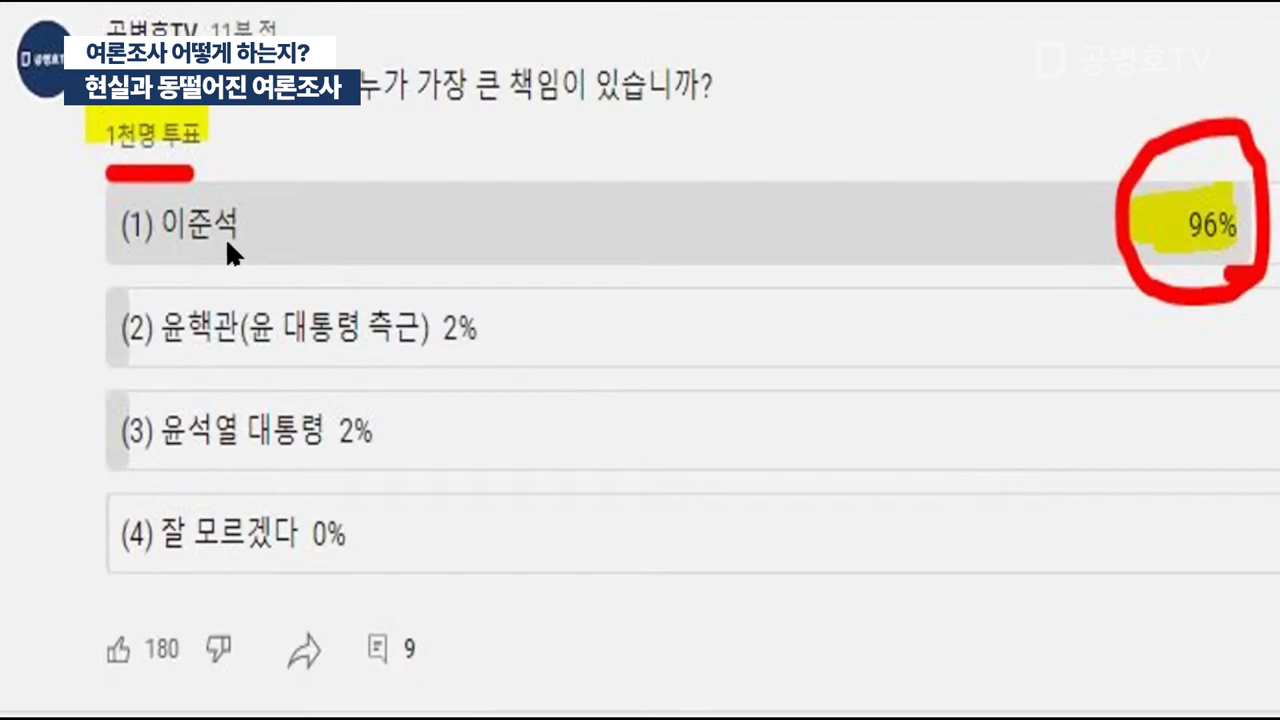 공병호TV 11분 전
여론조사 어떻게 하는지?
현실과 동떨어진 여론조사
누가 가장 큰 책임이 있습니까?
공병호TV
1천명 투표
(1) 이준석 96%
(2) 윤핵관(윤 대통령 측근) 2%
(3) 윤석열 대통령 2%
(4) 잘 모르겠다 0%
180 9